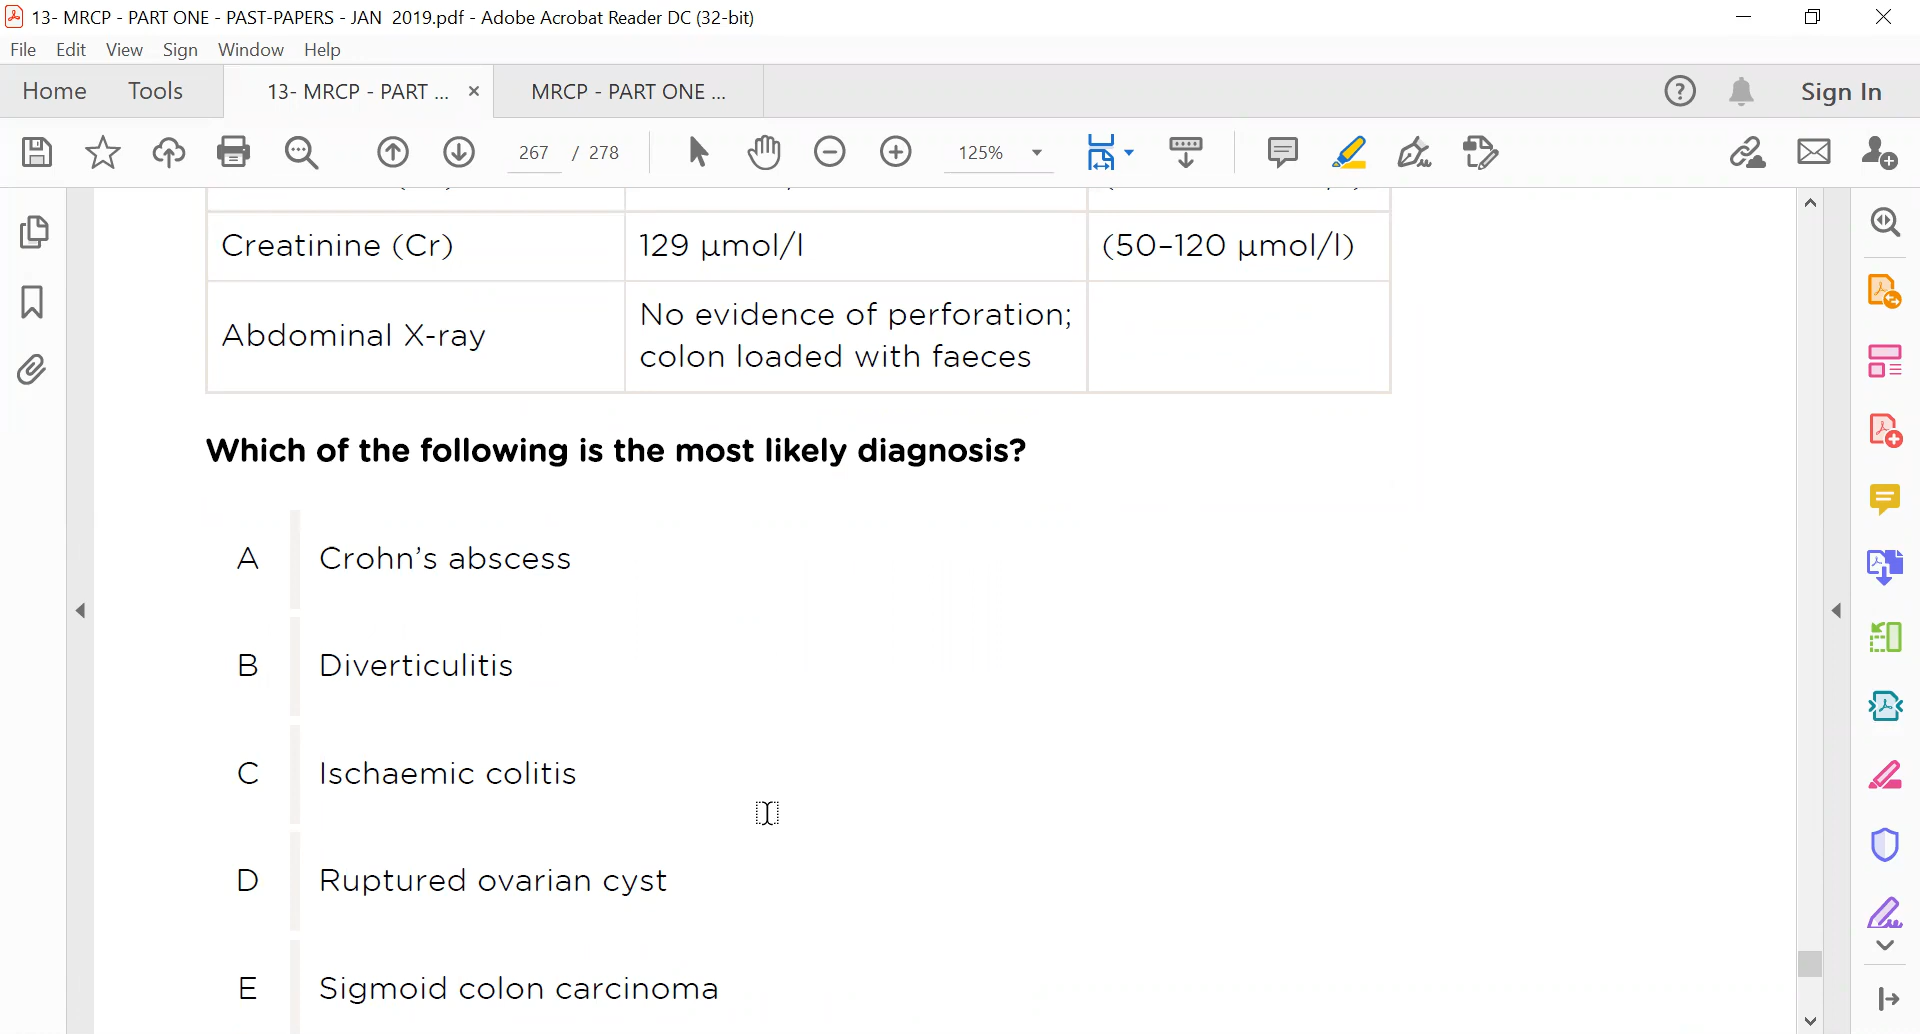 13- MRCP - PART ONE - PAST-PAPERS - JAN 2019.pdf - Adobe Acrobat Reader DC (32-bit)
File Edit View Sign Window Help
Home Tools 13- MRCP - PART ... × MRCP - PART ONE ... Sign In
267 / 278 125%
Creatinine (Cr) 129 µmol/l (50–120 µmol/l)
Abdominal X-ray No evidence of perforation;
colon loaded with faeces
Which of the following is the most likely diagnosis?
A Crohn's abscess
B Diverticulitis
C Ischaemic colitis
D Ruptured ovarian cyst
E Sigmoid colon carcinoma